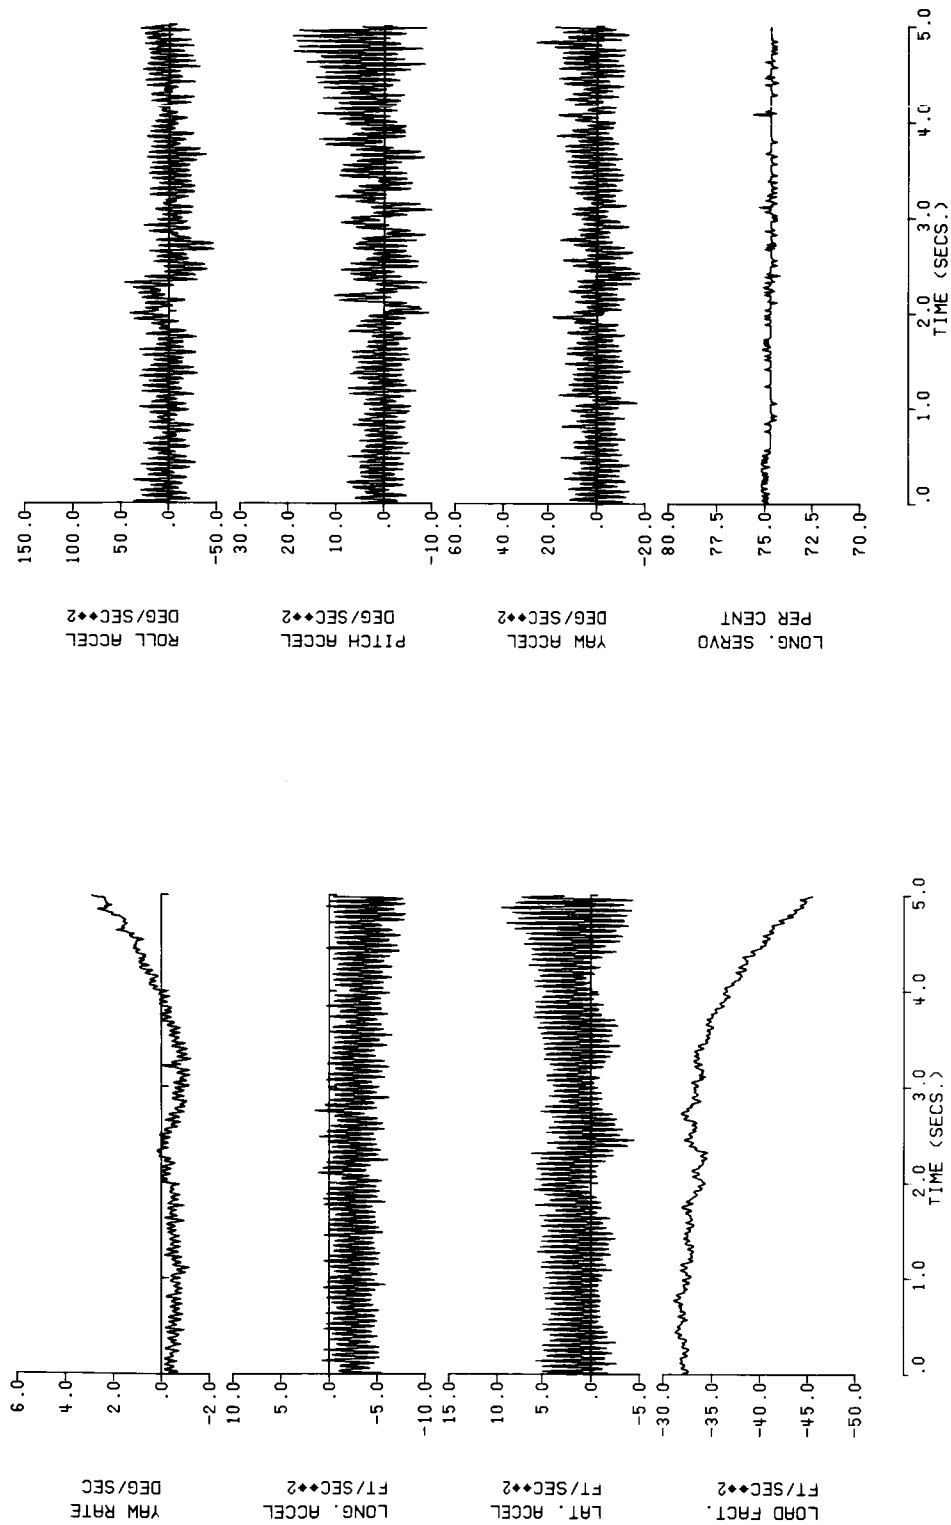 YAW RATE
DEG/SEC
6.0
4.0
2.0
.0
-2.0
LONG. ACCEL
FT/SEC◆◆2
10.0
5.0
.0
-5.0
-10.0
LAT. ACCEL
FT/SEC◆◆2
15.0
10.0
5.0
.0
-5.0
LOAD FACT.
FT/SEC◆◆2
-30.0
-35.0
-40.0
-45.0
-50.0
.0 1.0 2.0 3.0 4.0 5.0
TIME (SECS.)
ROLL ACCEL
DEG/SEC◆◆2
150.0
50.0
.0
-50.0
PITCH ACCEL
DEG/SEC◆◆2
30.0
20.0
10.0
.0
-10.0
YAW ACCEL
DEG/SEC◆◆2
60.0
20.0
.0
-20.0
LONG. SERVO
PER CENT
80.0
77.5
75.0
72.5
70.0
.0 1.0 2.0 3.0 4.0 5.0
TIME (SECS.)